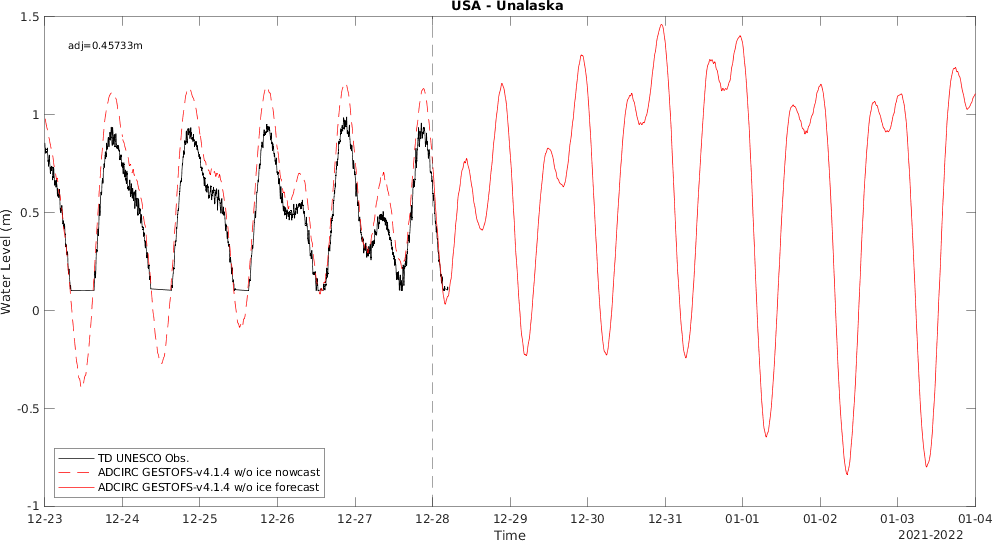 USA - Unalaska
adj=0.45733m
1.5
1
0.5
0
-0.5
-1
Water Level (m)
TD UNESCO Obs.
ADCIRC GESTOFS-v4.1.4 w/o ice nowcast
ADCIRC GESTOFS-v4.1.4 w/o ice forecast
12-23 12-24 12-25 12-26 12-27 12-28 12-29 12-30 12-31 01-01 01-02 01-03 01-04
Time
2021-2022